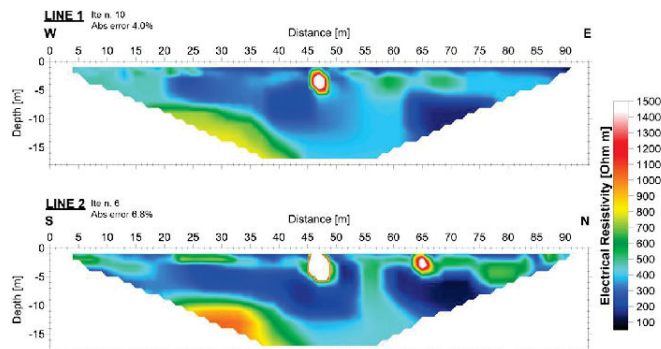 LINE 1 Ite n. 10
Abs error 4.0%
Distance [m]
W E
0 5 10 15 20 25 30 35 40 45 50 55 60 65 70 75 80 85 90
0
-5
-10
-15
Depth [m]
LINE 2 Ite n. 6
Abs error 6.8%
Distance [m]
S N
0 5 10 15 20 25 30 35 40 45 50 55 60 65 70 75 80 85 90
0
-5
-10
-15
Depth [m]
Electrical Resistivity [Ohm m]
1500
1400
1300
1200
1100
1000
900
800
700
600
500
400
300
200
100